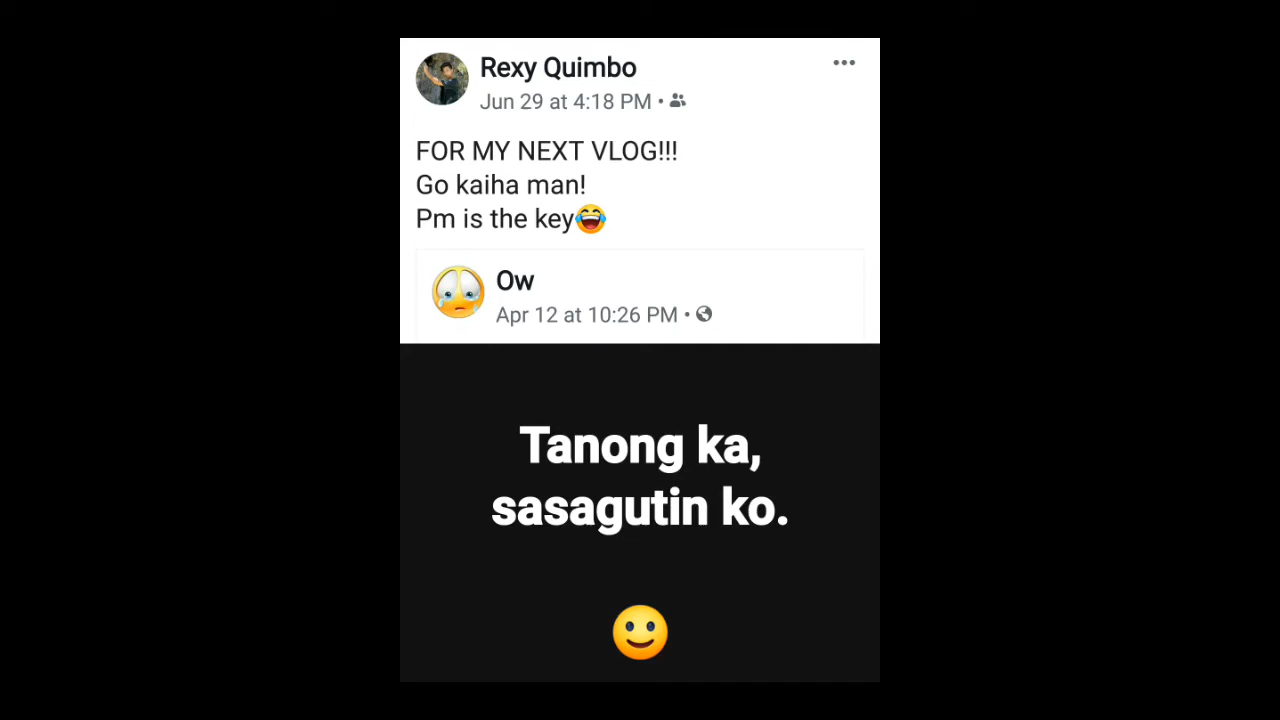 Rexy Quimbo
Jun 29 at 4:18 PM •
FOR MY NEXT VLOG!!!
Go kaiha man!
Pm is the key😂
Ow
Apr 12 at 10:26 PM •
Tanong ka,
sasagutin ko.
🙂